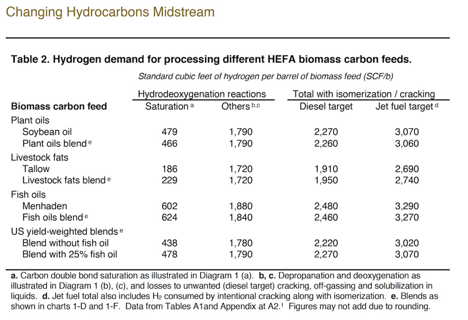 Changing Hydrocarbons Midstream
Table 2. Hydrogen demand for processing different HEFA biomass carbon feeds.
Standard cubic feet of hydrogen per barrel of biomass feed (SCF/b)
Hydrodeoxygenation reactions Total with isomerization / cracking
Biomass carbon feed Saturation a Others b,c Diesel target Jet fuel target d
Plant oils
Soybean oil 479 1,790 2,270 3,070
Plant oils blend e 466 1,790 2,260 3,060
Livestock fats
Tallow 186 1,720 1,910 2,690
Livestock fats blend e 229 1,720 1,950 2,740
Fish oils
Menhaden 602 1,880 2,480 3,290
Fish oils blend e 624 1,840 2,460 3,270
US yield-weighted blends e
Blend without fish oil 438 1,780 2,220 3,020
Blend with 25% fish oil 478 1,790 2,270 3,070
a. Carbon double bond saturation as illustrated in Diagram 1 (a). b, c. Depropanation and deoxygenation as
illustrated in Diagram 1 (b), (c), and losses to unwanted (diesel target) cracking, off-gassing and solubilization in
liquids. d. Jet fuel total also includes H2 consumed by intentional cracking along with isomerization. e. Blends as
shown in charts 1-D and 1-F. Data from Tables A1and Appendix at A2.1 Figures may not add due to rounding.